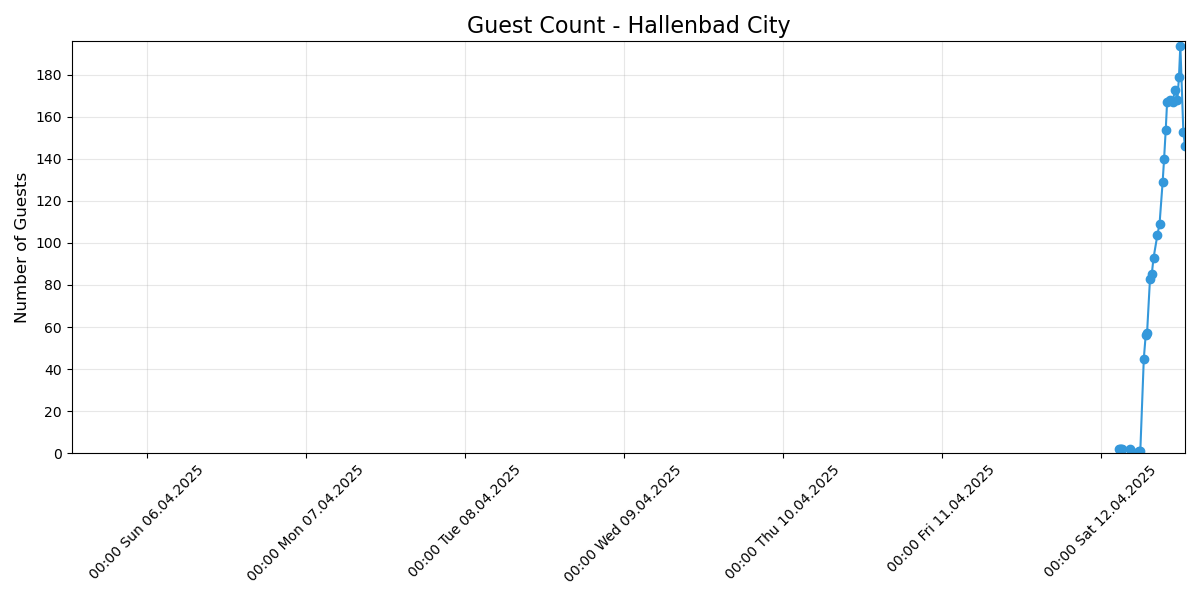 Guest Count - Hallenbad City
Number of Guests
180
160
140
120
100
80
60
40
20
0
00:00 Sun 06.04.2025
00:00 Mon 07.04.2025
00:00 Tue 08.04.2025
00:00 Wed 09.04.2025
00:00 Thu 10.04.2025
00:00 Fri 11.04.2025
00:00 Sat 12.04.2025